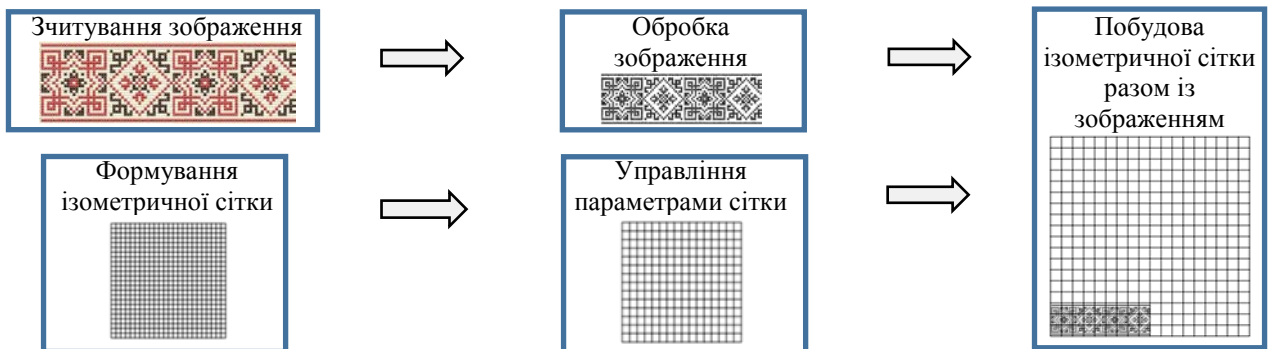 Зчитування зображення
Обробка
зображення
Побудова
ізометричної сітки
разом із
зображенням
Формування
ізометричної сітки
Управління
параметрами сітки